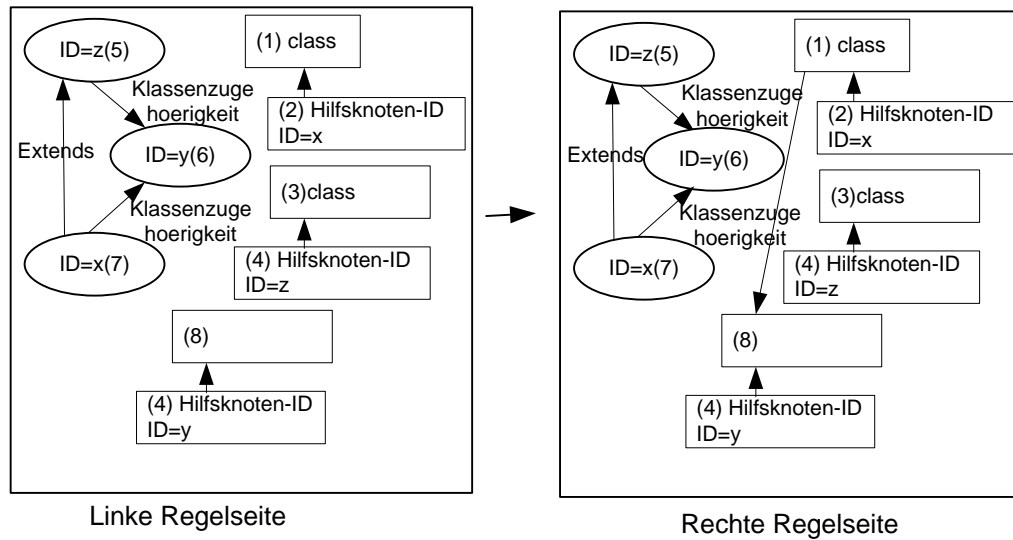 ID=z(5)
(1) class
Klassenzuge
hoerigkeit
(2) Hilfsknoten-ID
ID=x
Extends
ID=y(6)
(3)class
Klassenzuge
hoerigkeit
(4) Hilfsknoten-ID
ID=z
ID=x(7)
(8)
(4) Hilfsknoten-ID
ID=y
Linke Regelseite
ID=z(5)
(1) class
Klassenzuge
hoerigkeit
(2) Hilfsknoten-ID
ID=x
Extends
ID=y(6)
(3)class
Klassenzuge
hoerigkeit
(4) Hilfsknoten-ID
ID=z
ID=x(7)
(8)
(4) Hilfsknoten-ID
ID=y
Rechte Regelseite